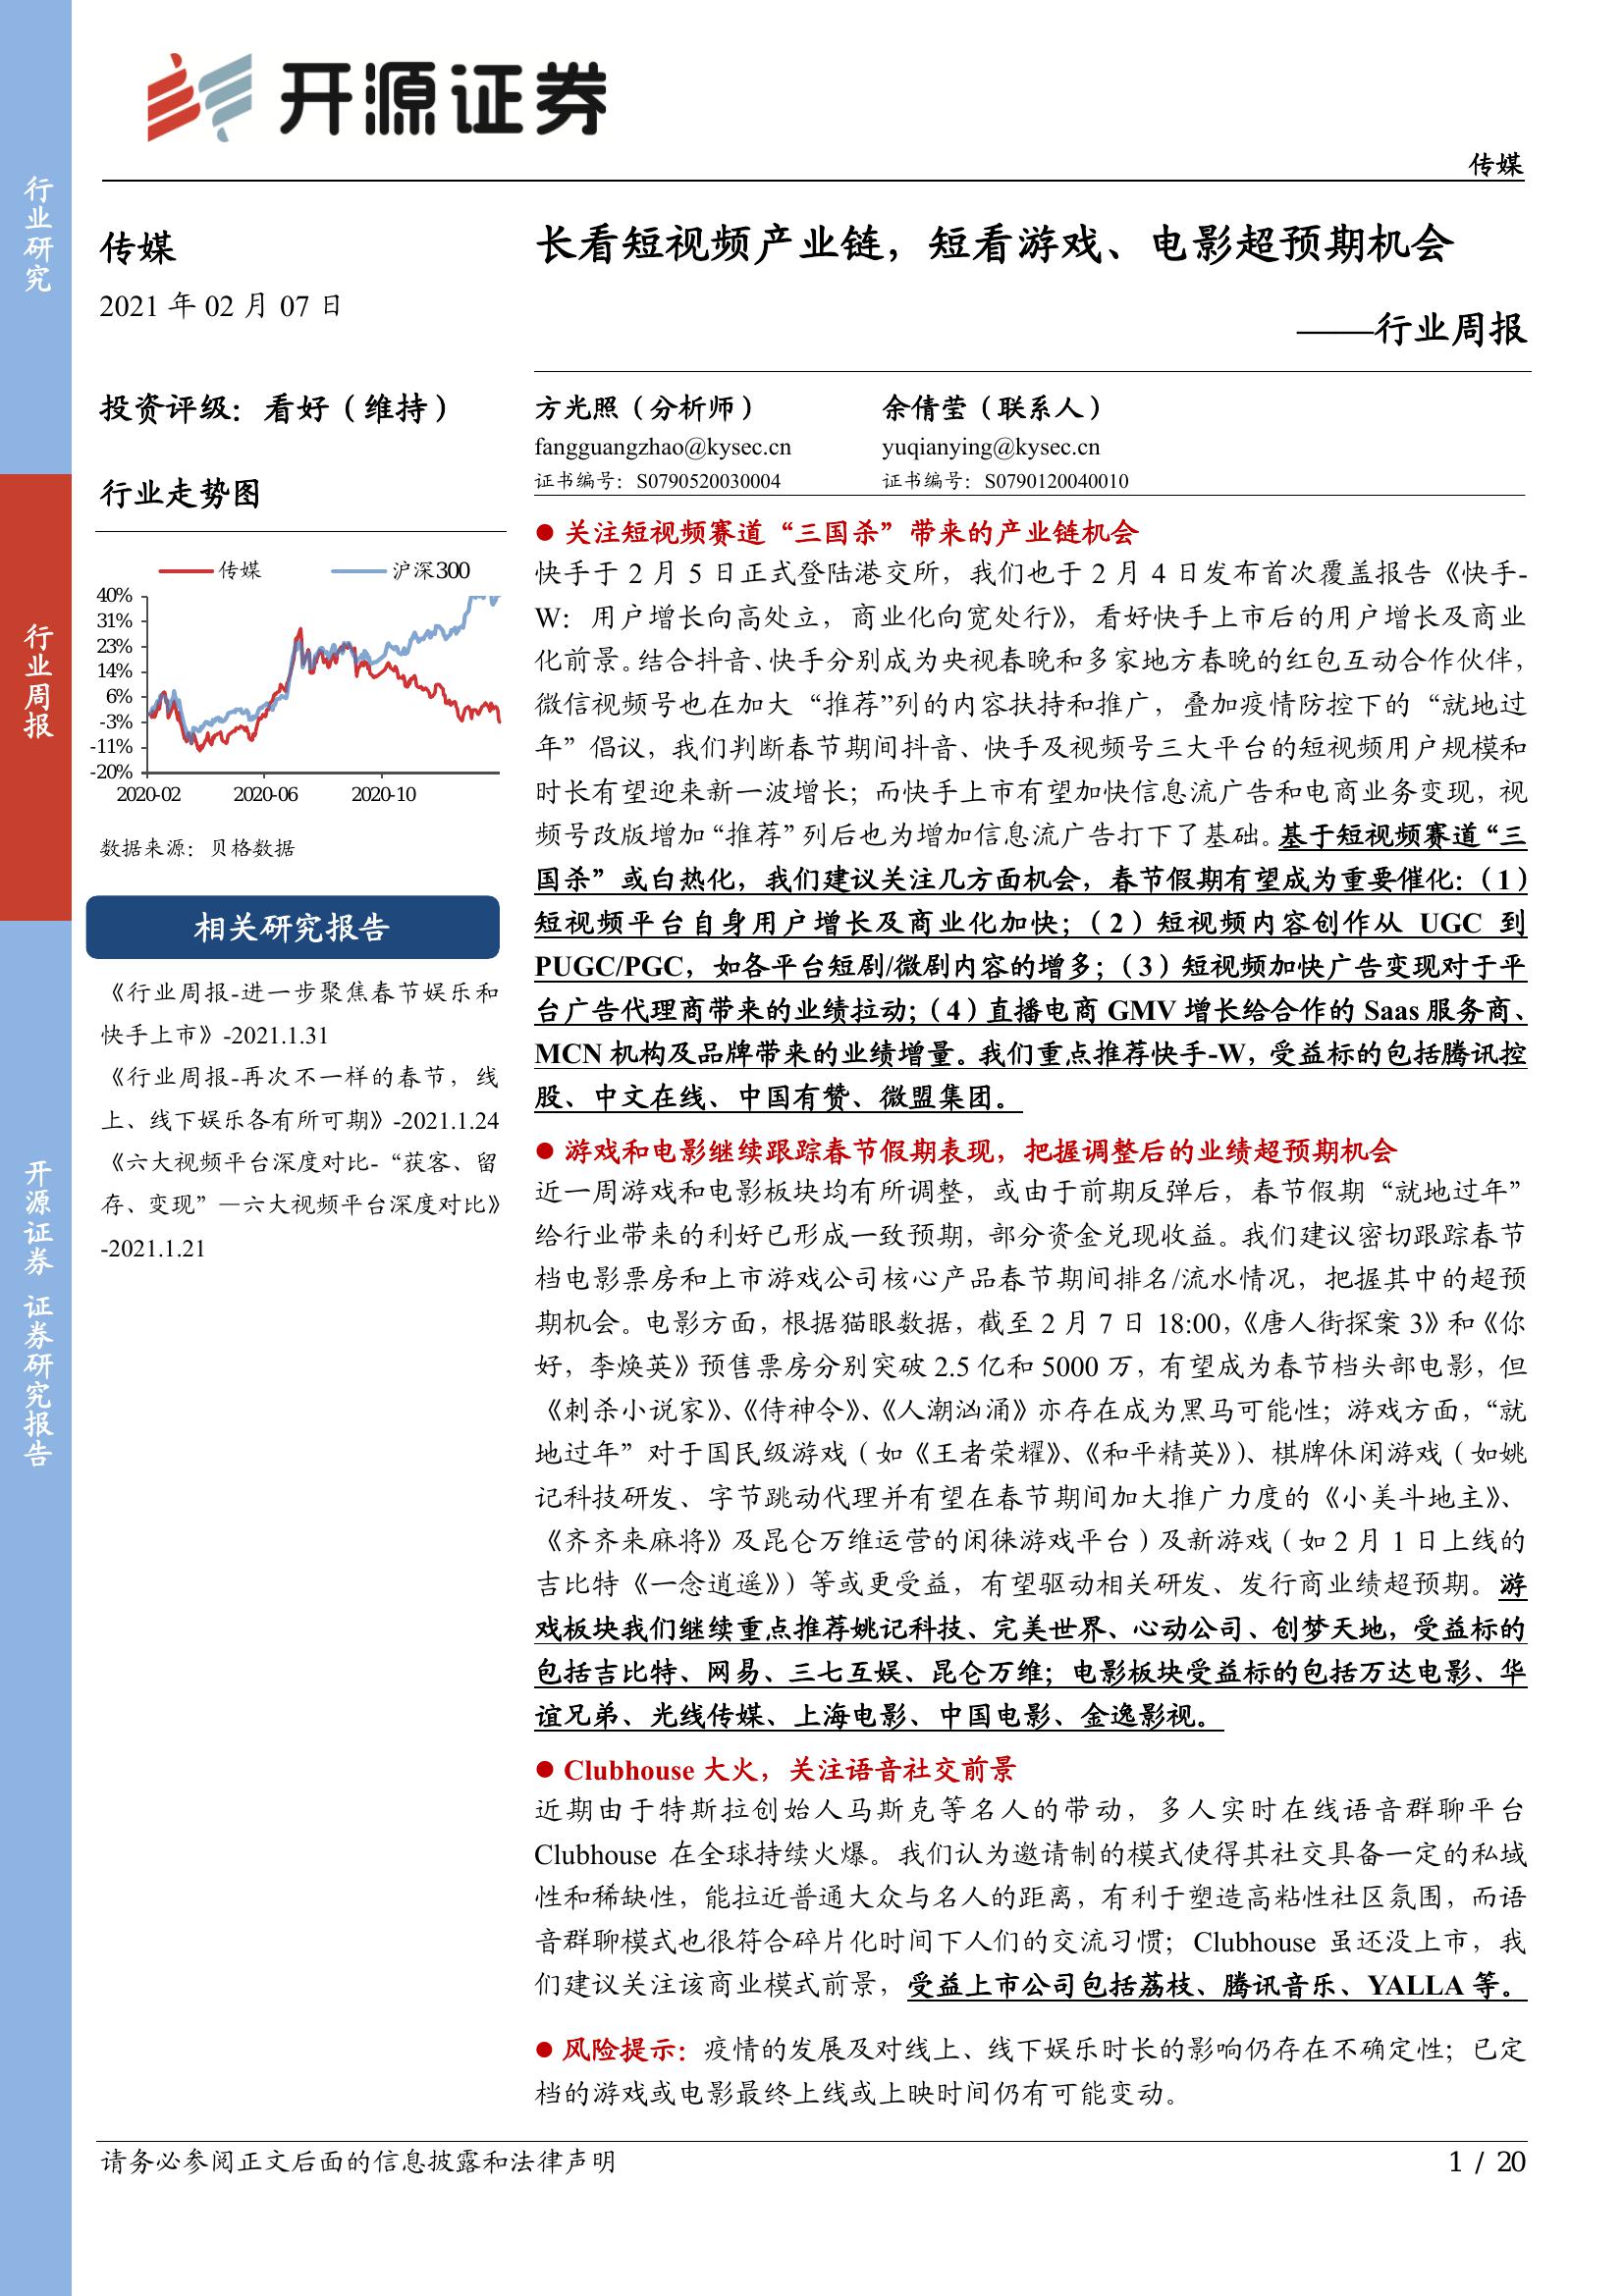 开源证券
传媒
行业研究
行业周报
开源证券 证券研究报告
传媒
2021 年 02 月 07 日
投资评级：看好（维持）
行业走势图
传媒 沪深300
40%
31%
23%
14%
6%
-3%
-11%
-20%
2020-02 2020-06 2020-10
数据来源：贝格数据
相关研究报告
《行业周报-进一步聚焦春节娱乐和
快手上市》-2021.1.31
《行业周报-再次不一样的春节，线
上、线下娱乐各有所可期》-2021.1.24
《六大视频平台深度对比-“获客、留
存、变现”—六大视频平台深度对比》
-2021.1.21
长看短视频产业链，短看游戏、电影超预期机会
——行业周报
方光照（分析师） 余倩莹（联系人）
fangguangzhao@kysec.cn yuqianying@kysec.cn
证书编号：S0790520030004 证书编号：S0790120040010
● 关注短视频赛道“三国杀”带来的产业链机会
快手于 2 月 5 日正式登陆港交所，我们也于 2 月 4 日发布首次覆盖报告《快手-
W：用户增长向高处立，商业化向宽处行》，看好快手上市后的用户增长及商业
化前景。结合抖音、快手分别成为央视春晚和多家地方春晚的红包互动合作伙伴，
微信视频号也在加大“推荐”列的内容扶持和推广，叠加疫情防控下的“就地过
年”倡议，我们判断春节期间抖音、快手及视频号三大平台的短视频用户规模和
时长有望迎来新一波增长；而快手上市有望加快信息流广告和电商业务变现，视
频号改版增加“推荐”列后也为增加信息流广告打下了基础。基于短视频赛道“三
国杀”或白热化，我们建议关注几方面机会，春节假期有望成为重要催化：（1）
短视频平台自身用户增长及商业化加快；（2）短视频内容创作从 UGC 到
PUGC/PGC，如各平台短剧/微剧内容的增多；（3）短视频加快广告变现对于平
台广告代理商带来的业绩拉动；（4）直播电商 GMV 增长给合作的 Saas 服务商、
MCN 机构及品牌带来的业绩增量。我们重点推荐快手-W，受益标的包括腾讯控
股、中文在线、中国有赞、微盟集团。
● 游戏和电影继续跟踪春节假期表现，把握调整后的业绩超预期机会
近一周游戏和电影板块均有所调整，或由于前期反弹后，春节假期“就地过年”
给行业带来的利好已形成一致预期，部分资金兑现收益。我们建议密切跟踪春节
档电影票房和上市游戏公司核心产品春节期间排名/流水情况，把握其中的超预
期机会。电影方面，根据猫眼数据，截至 2 月 7 日 18:00，《唐人街探案 3》和《你
好，李焕英》预售票房分别突破 2.5 亿和 5000 万，有望成为春节档头部电影，但
《刺杀小说家》、《侍神令》、《人潮汹涌》亦存在成为黑马可能性；游戏方面，“就
地过年”对于国民级游戏（如《王者荣耀》、《和平精英》）、棋牌休闲游戏（如姚
记科技研发、字节跳动代理并有望在春节期间加大推广力度的《小美斗地主》、
《齐齐来麻将》及昆仑万维运营的闲徕游戏平台）及新游戏（如 2 月 1 日上线的
吉比特《一念逍遥》）等或更受益，有望驱动相关研发、发行商业绩超预期。游
戏板块我们继续重点推荐姚记科技、完美世界、心动公司、创梦天地，受益标的
包括吉比特、网易、三七互娱、昆仑万维；电影板块受益标的包括万达电影、华
谊兄弟、光线传媒、上海电影、中国电影、金逸影视。
● Clubhouse 大火，关注语音社交前景
近期由于特斯拉创始人马斯克等名人的带动，多人实时在线语音群聊平台
Clubhouse 在全球持续火爆。我们认为邀请制的模式使得其社交具备一定的私域
性和稀缺性，能拉近普通大众与名人的距离，有利于塑造高粘性社区氛围，而语
音群聊模式也很符合碎片化时间下人们的交流习惯；Clubhouse 虽还没上市，我
们建议关注该商业模式前景，受益上市公司包括荔枝、腾讯音乐、YALLA 等。
● 风险提示：疫情的发展及对线上、线下娱乐时长的影响仍存在不确定性；已定
档的游戏或电影最终上线或上映时间仍有可能变动。
请务必参阅正文后面的信息披露和法律声明
1 / 20